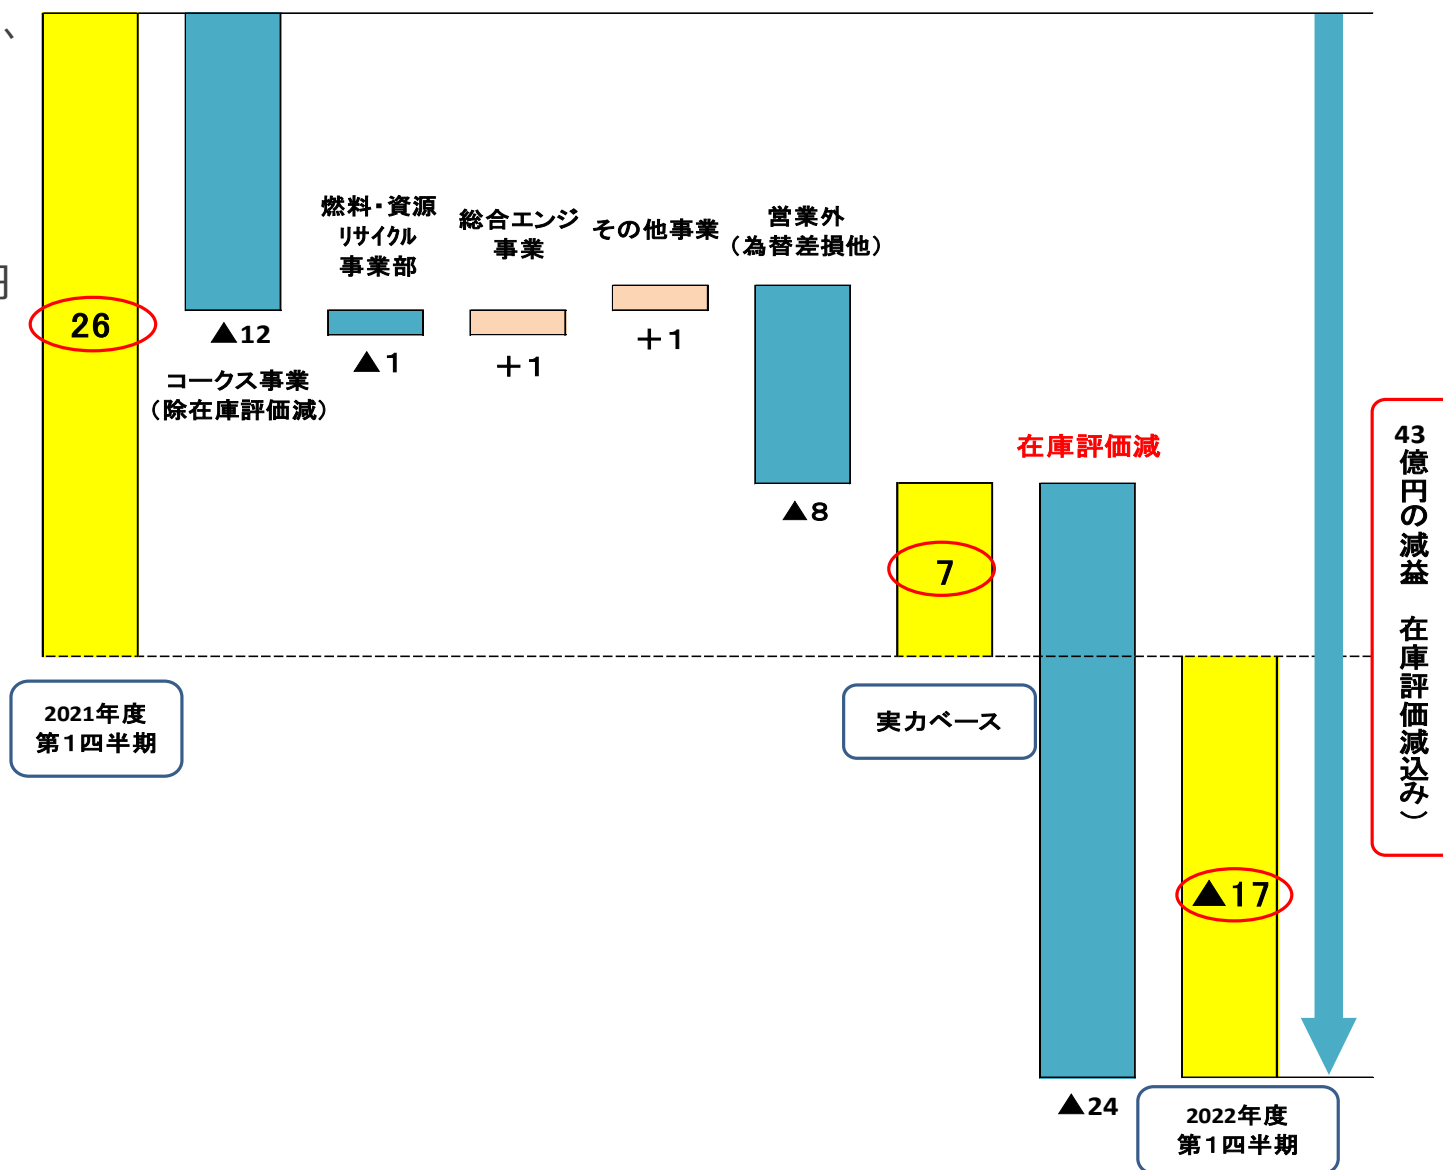 、
円
26
▲12
コークス事業
（除在庫評価減）
燃料・資源
ﾘｻｲｸﾙ
事業部
▲１
総合エンジ
事業
＋１
その他事業
＋１
営業外
（為替差損他）
▲８
7
実力ベース
在庫評価減
▲24
▲17
2021年度
第１四半期
2022年度
第１四半期
43億円の減益　在庫評価減込み）